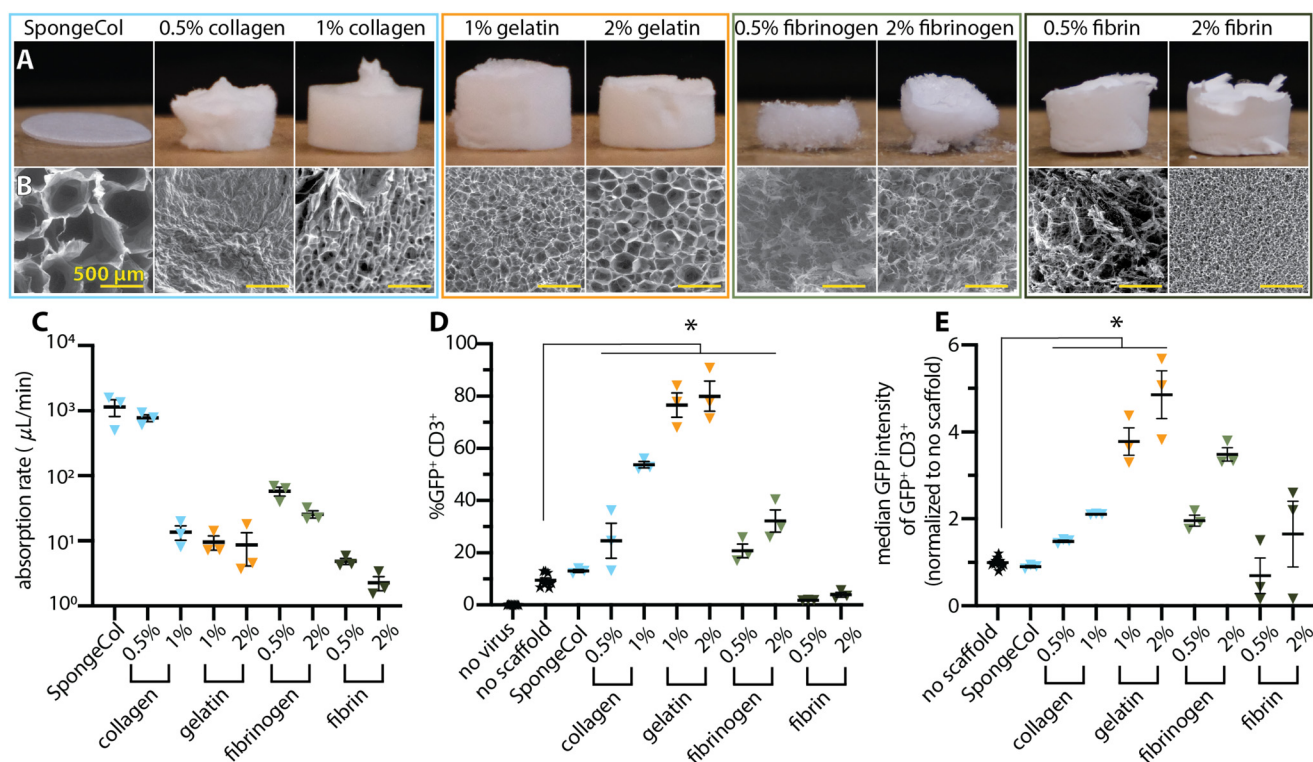 SpongeCol 0.5% collagen 1% collagen 1% gelatin 2% gelatin 0.5% fibrinogen 2% fibrinogen 0.5% fibrin 2% fibrin
A
B
500 μm
C
absorption rate ( μL/min)
10⁴
10³
10²
10¹
10⁰
SpongeCol 0.5% 1% 1% 2% 0.5% 2% 0.5% 2%
collagen gelatin fibrinogen fibrin
D
*
%GFP⁺ CD3⁺
100
80
60
40
20
0
no virus no scaffold SpongeCol 0.5% 1% 1% 2% 0.5% 2% 0.5% 2%
collagen gelatin fibrinogen fibrin
E
*
median GFP intensity
of GFP⁺ CD3⁺
(normalized to no scaffold)
6
4
2
0
no scaffold SpongeCol 0.5% 1% 1% 2% 0.5% 2% 0.5% 2%
collagen gelatin fibrinogen fibrin